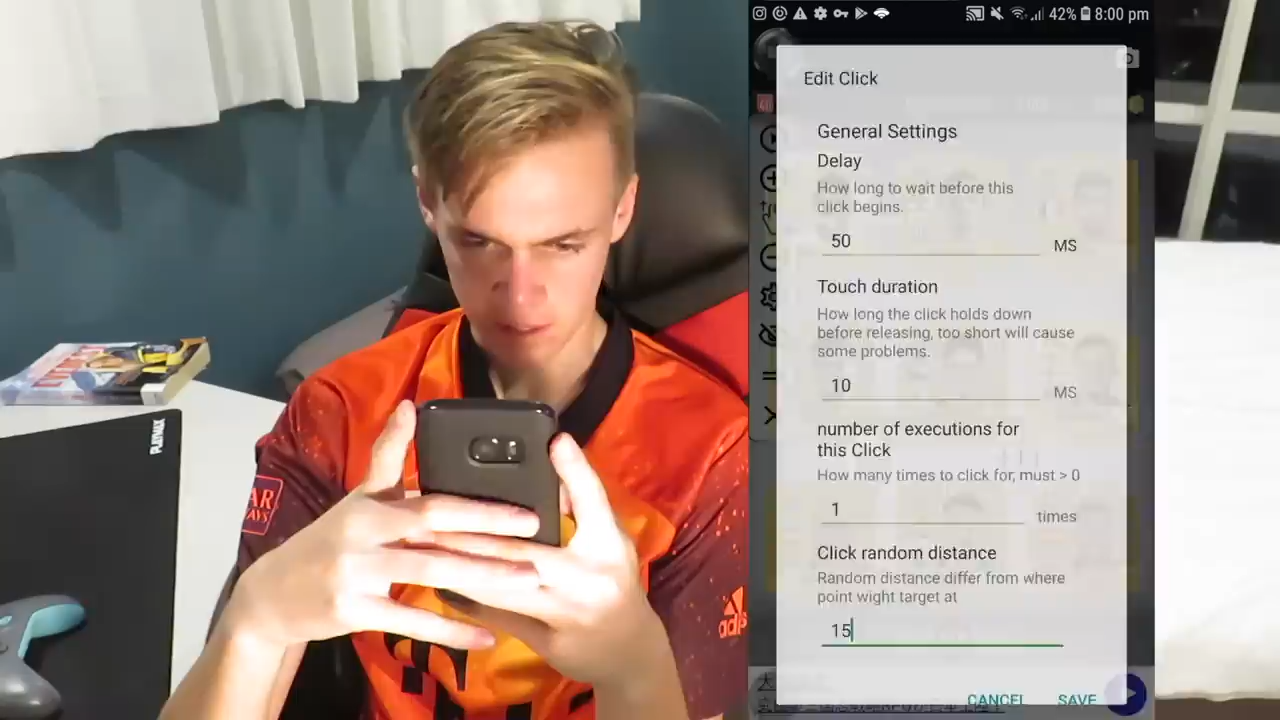 42% 8:00 pm
Edit Click
General Settings
Delay
How long to wait before this
click begins.
50
MS
Touch duration
How long the click holds down
before releasing, too short will cause
some problems.
10
MS
number of executions for
this Click
How many times to click for, must > 0
1
times
Click random distance
Random distance differ from where
point wight target at
15
CANCEL SAVE
PLAYMAX